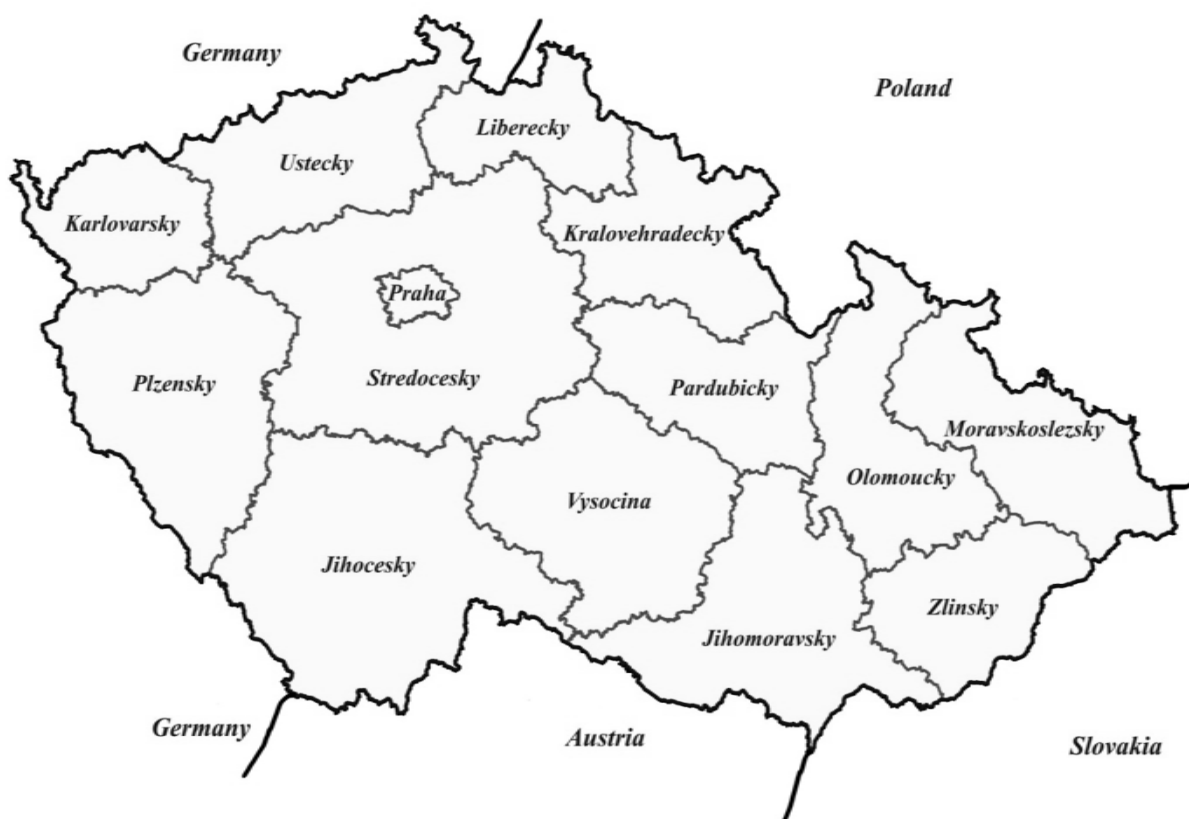 Germany
Poland
Liberecky
Ustecky
Karlovarsky
Kralovehradecky
Praha
Stredocesky
Plzensky
Pardubicky
Moravskoslezsky
Olomoucky
Vysocina
Jihocesky
Zlinsky
Jihomoravsky
Germany
Austria
Slovakia